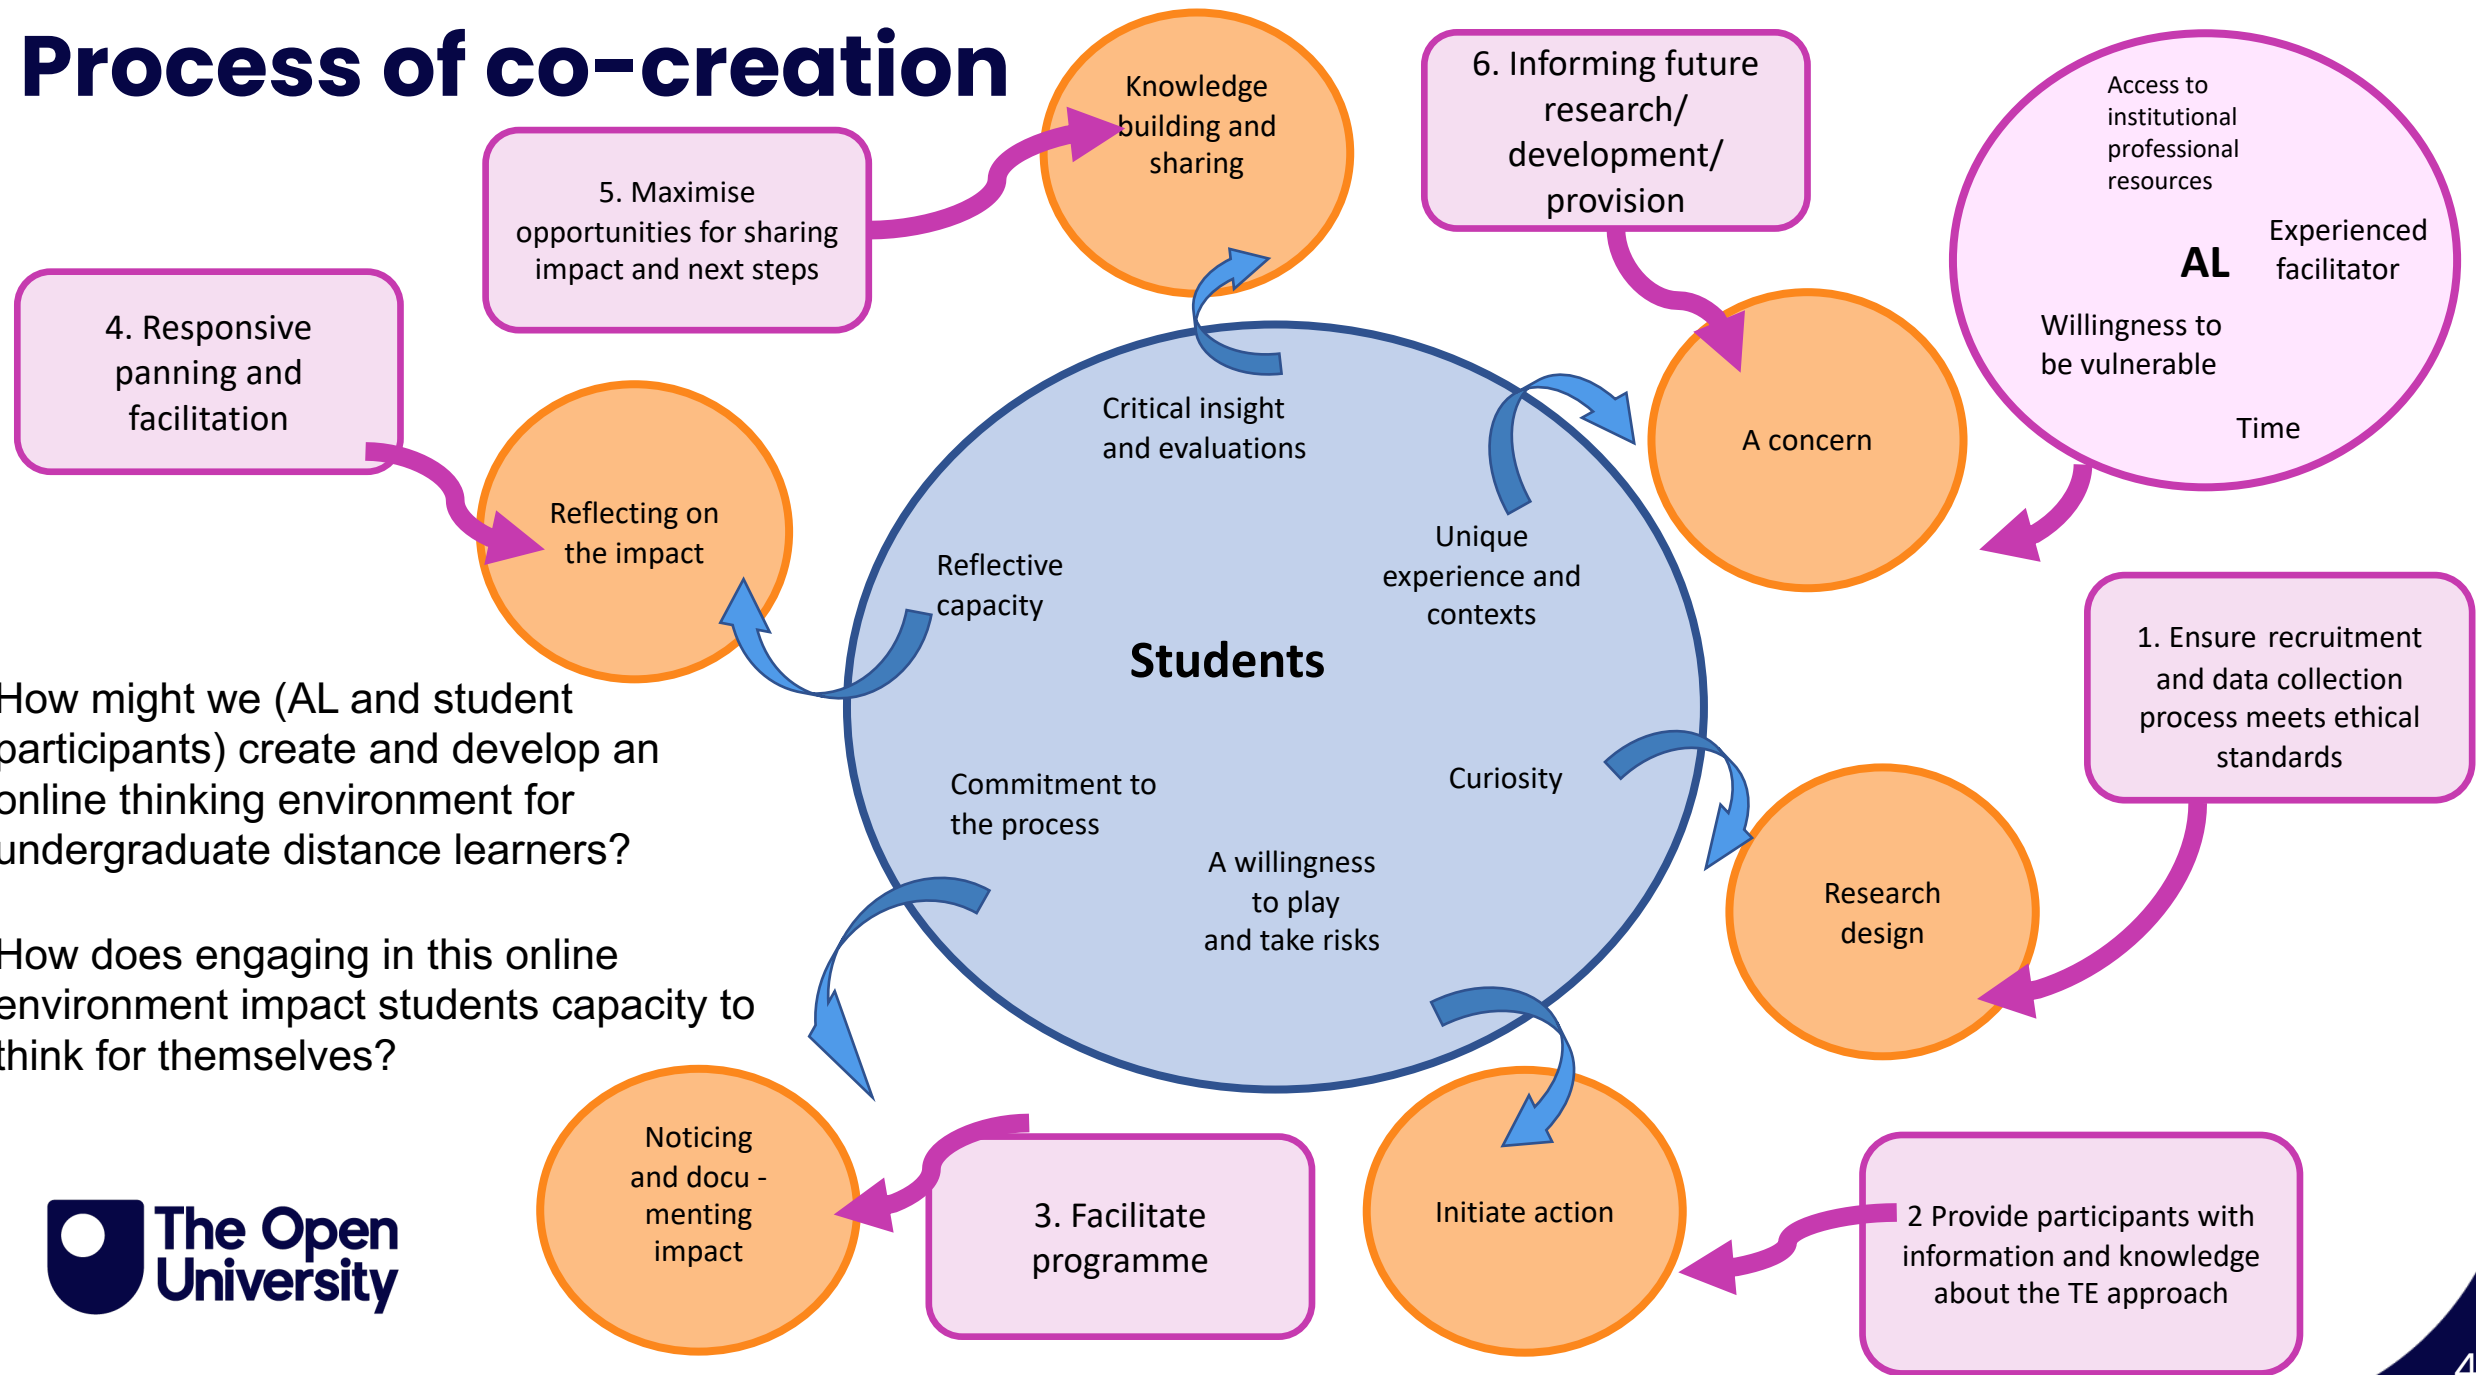 Process of co-creation
Knowledge
building and
sharing
6. Informing future
research/
development/
provision
Access to
institutional
professional
resources
Experienced
facilitator
AL
Willingness to
be vulnerable
Time
5. Maximise
opportunities for sharing
impact and next steps
4. Responsive
panning and
facilitation
Reflecting on
the impact
Critical insight
and evaluations
A concern
Unique
experience and
contexts
Reflective
capacity
Students
1. Ensure recruitment
and data collection
process meets ethical
standards
How might we (AL and student
participants) create and develop an
online thinking environment for
undergraduate distance learners?
Commitment to
the process
Curiosity
A willingness
to play
and take risks
Research
design
How does engaging in this online
environment impact students capacity to
think for themselves?
Noticing
and docu -
menting
impact
3. Facilitate
programme
Initiate action
2 Provide participants with
information and knowledge
about the TE approach
The Open
University
4